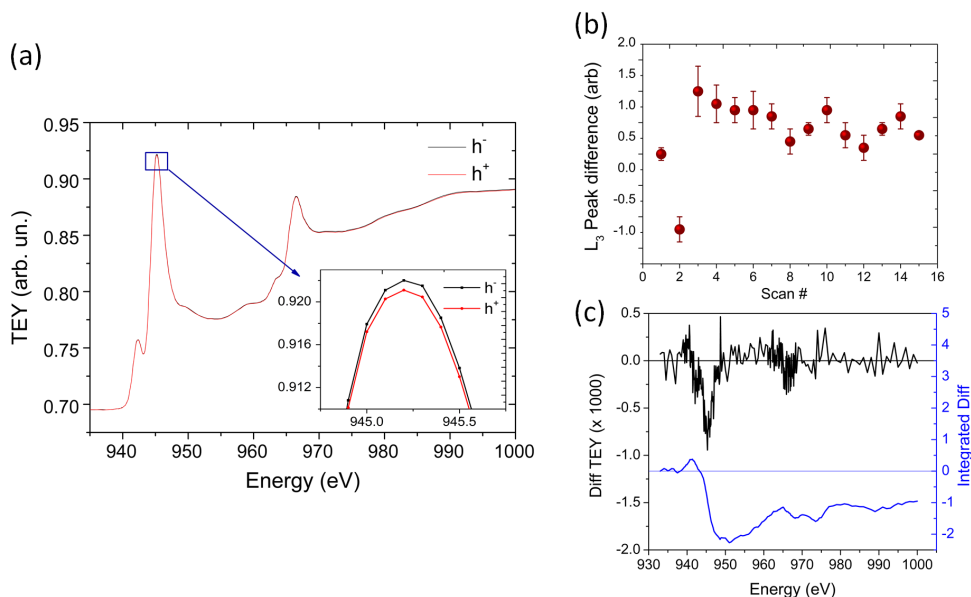 (a)
0.95
0.90
0.85
0.80
0.75
0.70
TEY (arb. un.)
h-
h+
0.920
0.916
0.912
h-
h+
945.0 945.5
940 950 960 970 980 990 1000
Energy (eV)
(b)
2.0
1.5
1.0
0.5
0.0
-1.0
L3 Peak difference (arb)
0 2 4 6 8 10 12 14 16
Scan #
(c)
0.5
0.0
-0.5
-1.0
-1.5
-2.0
Diff TEY (x 1000)
5
4
3
2
1
0
-1
-2
Integrated Diff
930 940 950 960 970 980 990 1000
Energy (eV)